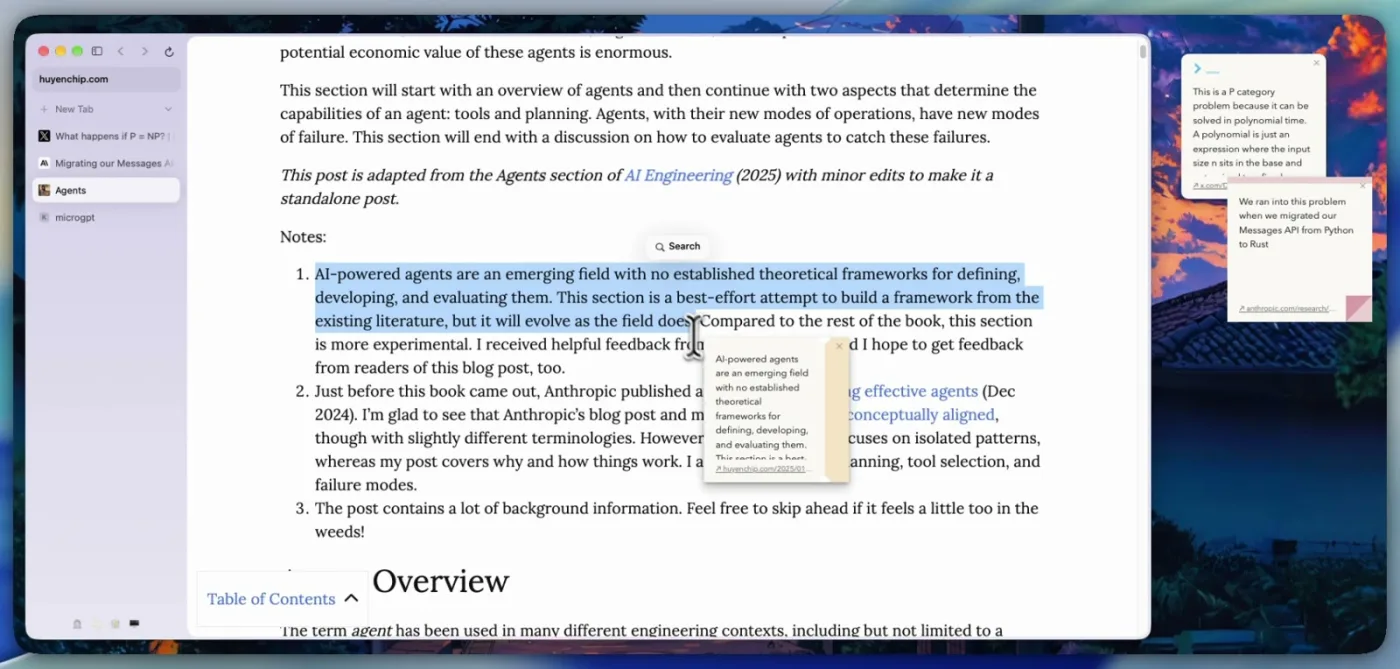 huyenchip.com
New Tab
What happens if P = NP? |
Migrating our Messages A
Agents
microgpt
potential economic value of these agents is enormous.
This section will start with an overview of agents and then continue with two aspects that determine the
capabilities of an agent: tools and planning. Agents, with their new modes of operations, have new modes
of failure. This section will end with a discussion on how to evaluate agents to catch these failures.
This post is adapted from the Agents section of AI Engineering (2025) with minor edits to make it a
standalone post.
Notes:
Search
1. AI-powered agents are an emerging field with no established theoretical frameworks for defining,
developing, and evaluating them. This section is a best-effort attempt to build a framework from the
existing literature, but it will evolve as the field does. Compared to the rest of the book, this section
is more experimental. I received helpful feedback from d I hope to get feedback
from readers of this blog post, too.
2. Just before this book came out, Anthropic published a ng effective agents (Dec
2024). I'm glad to see that Anthropic's blog post and m conceptually aligned,
though with slightly different terminologies. However cuses on isolated patterns,
whereas my post covers why and how things work. I a anning, tool selection, and
failure modes.
3. The post contains a lot of background information. Feel free to skip ahead if it feels a little too in the
weeds!
Overview
Table of Contents
The term agent has been used in many different engineering contexts, including but not limited to a
AI-powered agents
are an emerging field
with no established
theoretical
frameworks for
defining, developing,
and evaluating them.
This section is a best-
↗ huyenchip.com/2025/01...
This is a P category
problem because it can be
solved in polynomial time.
A polynomial is just an
expression where the input
size n sits in the base and
↗ x.com/
We ran into this problem
when we migrated our
Messages API from Python
to Rust
↗ anthropic.com/research/...